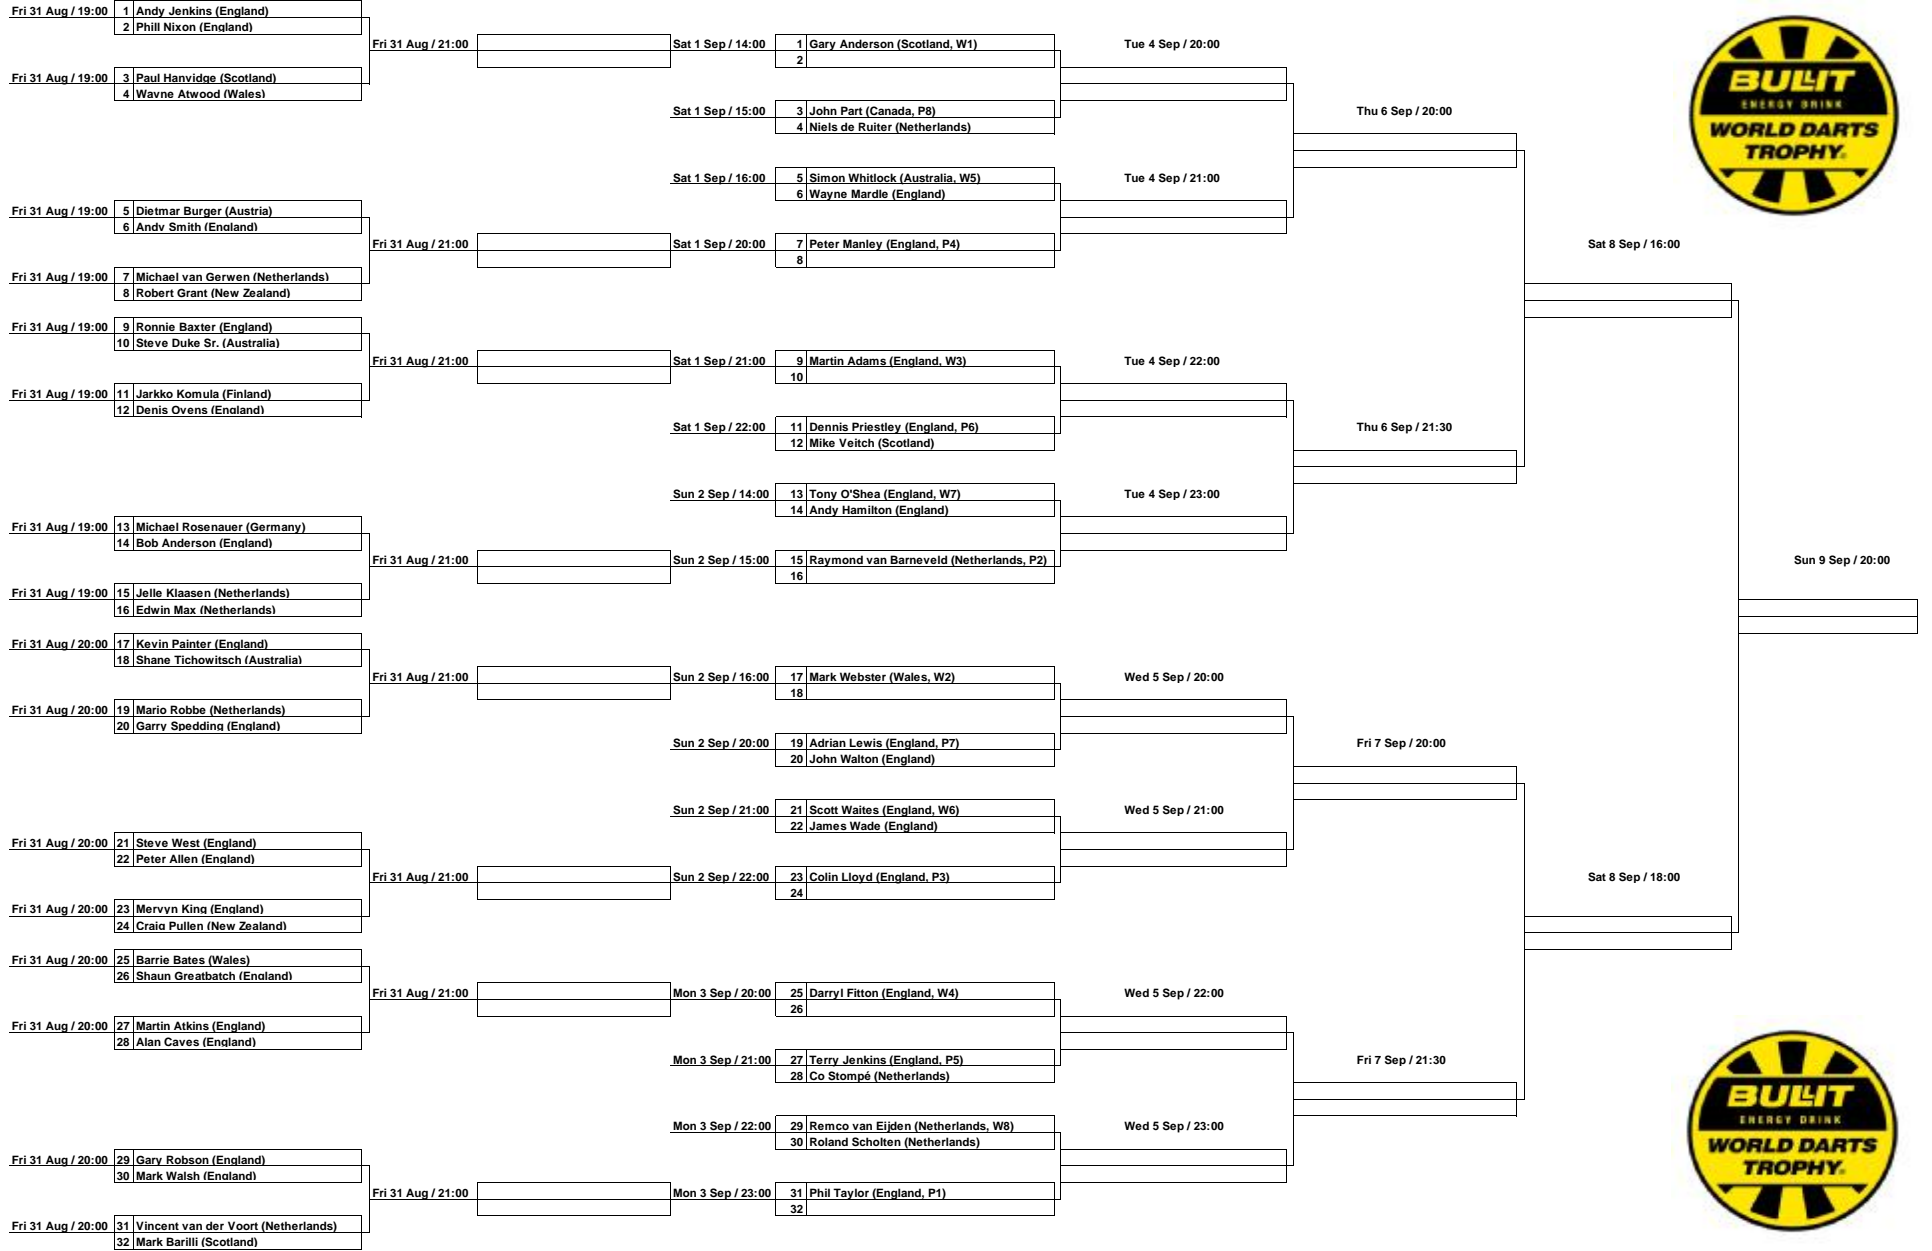 Fri 31 Aug / 19:00 1 Andy Jenkins (England)
2 Phill Nixon (England)
Fri 31 Aug / 21:00 Sat 1 Sep / 14:00 1 Gary Anderson (Scotland, W1) Tue 4 Sep / 20:00
2
Fri 31 Aug / 19:00 3 Paul Hanvidge (Scotland)
4 Wayne Atwood (Wales)
Sat 1 Sep / 15:00 3 John Part (Canada, P8) Thu 6 Sep / 20:00
4 Niels de Ruiter (Netherlands)
BULLIT
ENERGY DRINK
WORLD DARTS
TROPHY
Sat 1 Sep / 16:00 5 Simon Whitlock (Australia, W5) Tue 4 Sep / 21:00
6 Wayne Mardle (England)
Fri 31 Aug / 19:00 5 Dietmar Burger (Austria)
6 Andy Smith (England)
Fri 31 Aug / 21:00 Sat 1 Sep / 20:00 7 Peter Manley (England, P4) Sat 8 Sep / 16:00
8
Fri 31 Aug / 19:00 7 Michael van Gerwen (Netherlands)
8 Robert Grant (New Zealand)
Fri 31 Aug / 19:00 9 Ronnie Baxter (England)
10 Steve Duke Sr. (Australia)
Fri 31 Aug / 21:00 Sat 1 Sep / 21:00 9 Martin Adams (England, W3) Tue 4 Sep / 22:00
10
Fri 31 Aug / 19:00 11 Jarkko Komula (Finland)
12 Denis Ovens (England)
Sat 1 Sep / 22:00 11 Dennis Priestley (England, P6) Thu 6 Sep / 21:30
12 Mike Veitch (Scotland)
Sun 2 Sep / 14:00 13 Tony O'Shea (England, W7) Tue 4 Sep / 23:00
14 Andy Hamilton (England)
Fri 31 Aug / 19:00 13 Michael Rosenauer (Germany)
14 Bob Anderson (England)
Fri 31 Aug / 21:00 Sun 2 Sep / 15:00 15 Raymond van Barneveld (Netherlands, P2) Sun 9 Sep / 20:00
16
Fri 31 Aug / 19:00 15 Jelle Klaasen (Netherlands)
16 Edwin Max (Netherlands)
Fri 31 Aug / 20:00 17 Kevin Painter (England)
18 Shane Tichowitsch (Australia)
Fri 31 Aug / 21:00 Sun 2 Sep / 16:00 17 Mark Webster (Wales, W2) Wed 5 Sep / 20:00
18
Fri 31 Aug / 20:00 19 Mario Robbe (Netherlands)
20 Garry Spedding (England)
Sun 2 Sep / 20:00 19 Adrian Lewis (England, P7) Fri 7 Sep / 20:00
20 John Walton (England)
Sun 2 Sep / 21:00 21 Scott Waites (England, W6) Wed 5 Sep / 21:00
22 James Wade (England)
Fri 31 Aug / 20:00 21 Steve West (England)
22 Peter Allen (England)
Fri 31 Aug / 21:00 Sun 2 Sep / 22:00 23 Colin Lloyd (England, P3) Sat 8 Sep / 18:00
24
Fri 31 Aug / 20:00 23 Mervyn King (England)
24 Craig Pullen (New Zealand)
Fri 31 Aug / 20:00 25 Barrie Bates (Wales)
26 Shaun Greatbatch (England)
Fri 31 Aug / 21:00 Mon 3 Sep / 20:00 25 Darryl Fitton (England, W4) Wed 5 Sep / 22:00
26
Fri 31 Aug / 20:00 27 Martin Atkins (England)
28 Alan Caves (England)
Mon 3 Sep / 21:00 27 Terry Jenkins (England, P5) Fri 7 Sep / 21:30
28 Co Stompé (Netherlands)
BULLIT
ENERGY DRINK
WORLD DARTS
TROPHY
Mon 3 Sep / 22:00 29 Remco van Eijden (Netherlands, W8) Wed 5 Sep / 23:00
30 Roland Scholten (Netherlands)
Fri 31 Aug / 20:00 29 Gary Robson (England)
30 Mark Walsh (England)
Fri 31 Aug / 21:00 Mon 3 Sep / 23:00 31 Phil Taylor (England, P1)
32
Fri 31 Aug / 20:00 31 Vincent van der Voort (Netherlands)
32 Mark Barilli (Scotland)